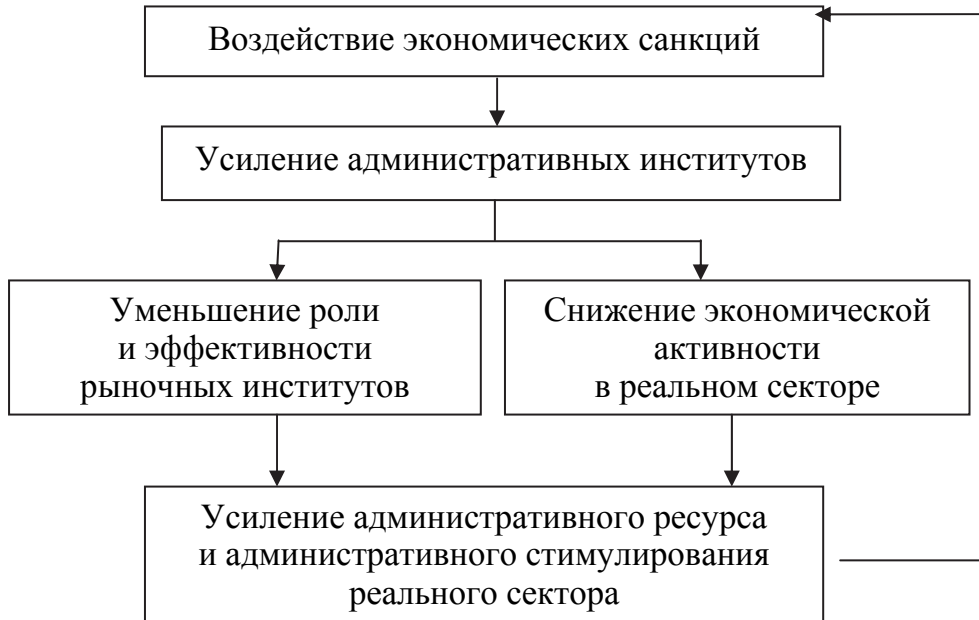 Воздействие экономических санкций
Усиление административных институтов
Уменьшение роли
и эффективности
рыночных институтов
Снижение экономической
активности
в реальном секторе
Усиление административного ресурса
и административного стимулирования
реального сектора